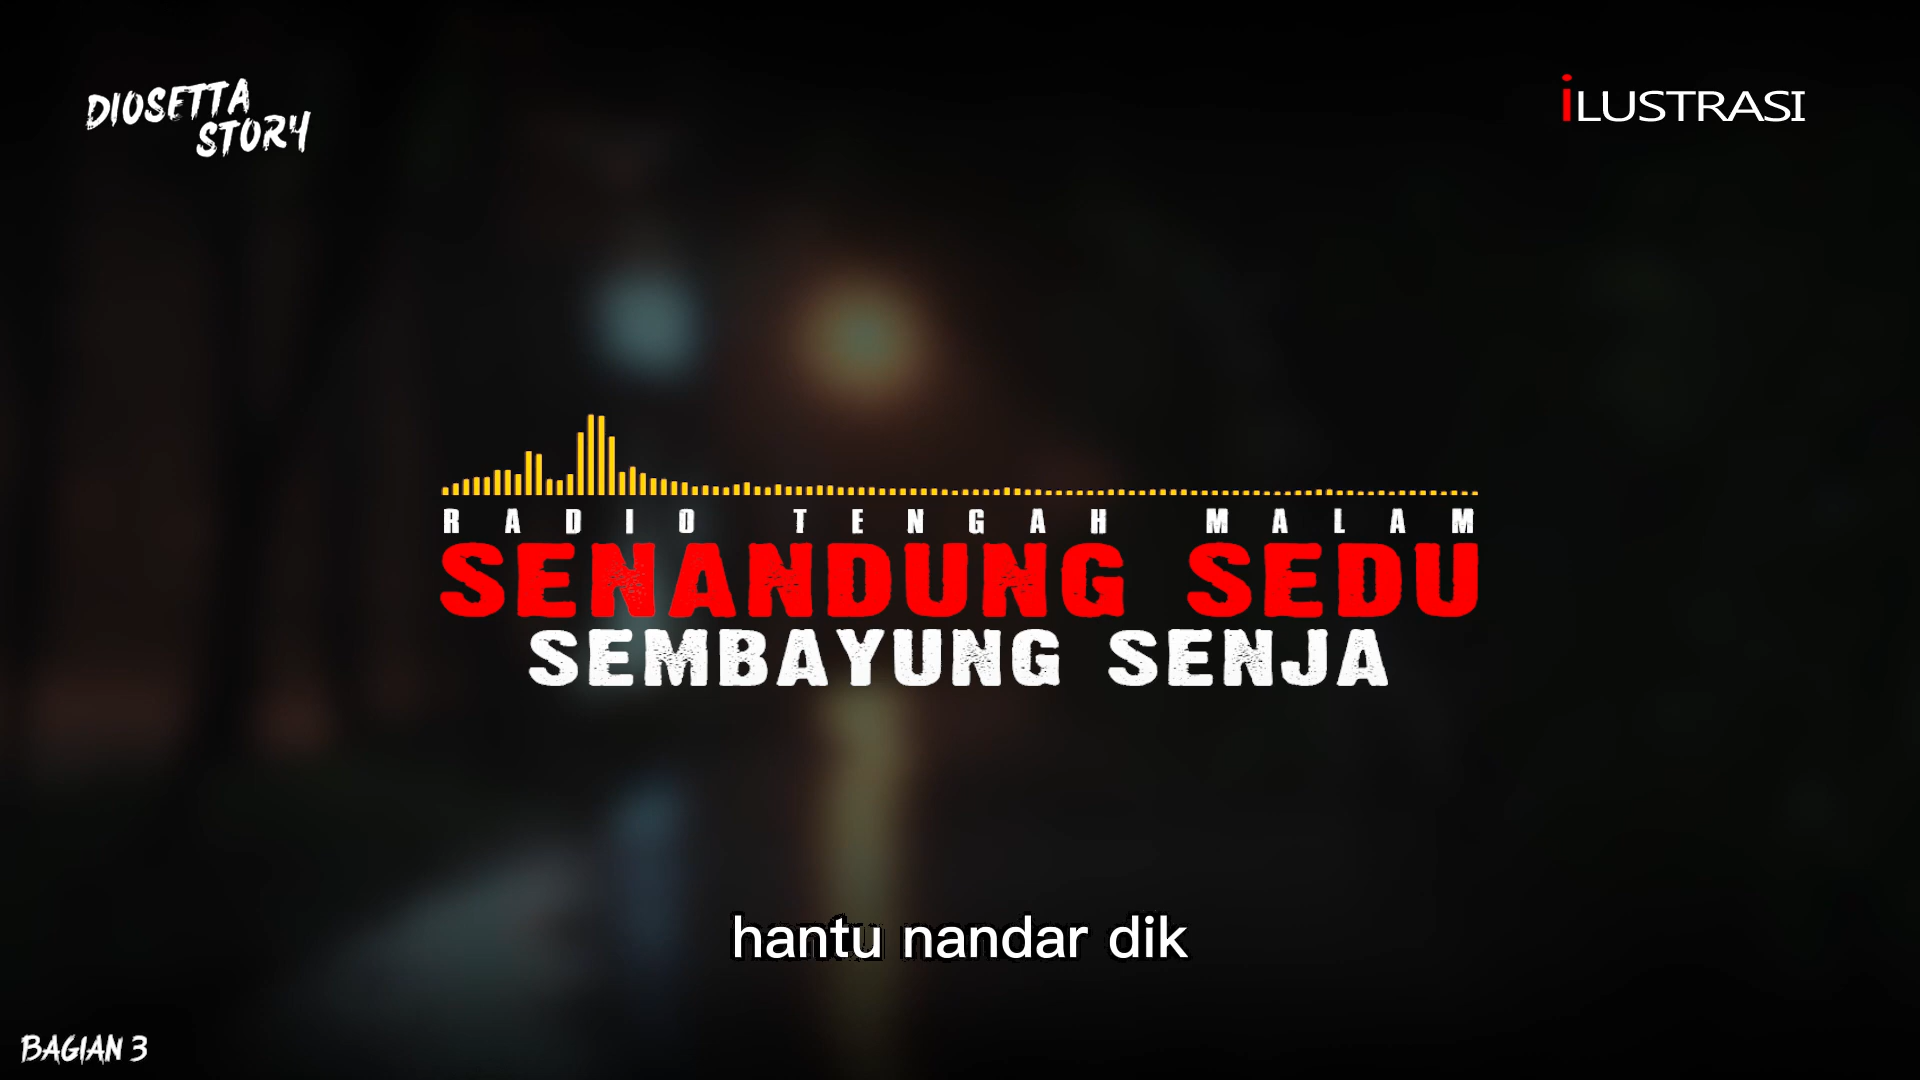 DIOSETTA
STORY
iLUSTRASI
RADIO TENGAH MALAM
SENANDUNG SEDU
SEMBAYUNG SENJA
hantu nandar dik
BAGIAN 3